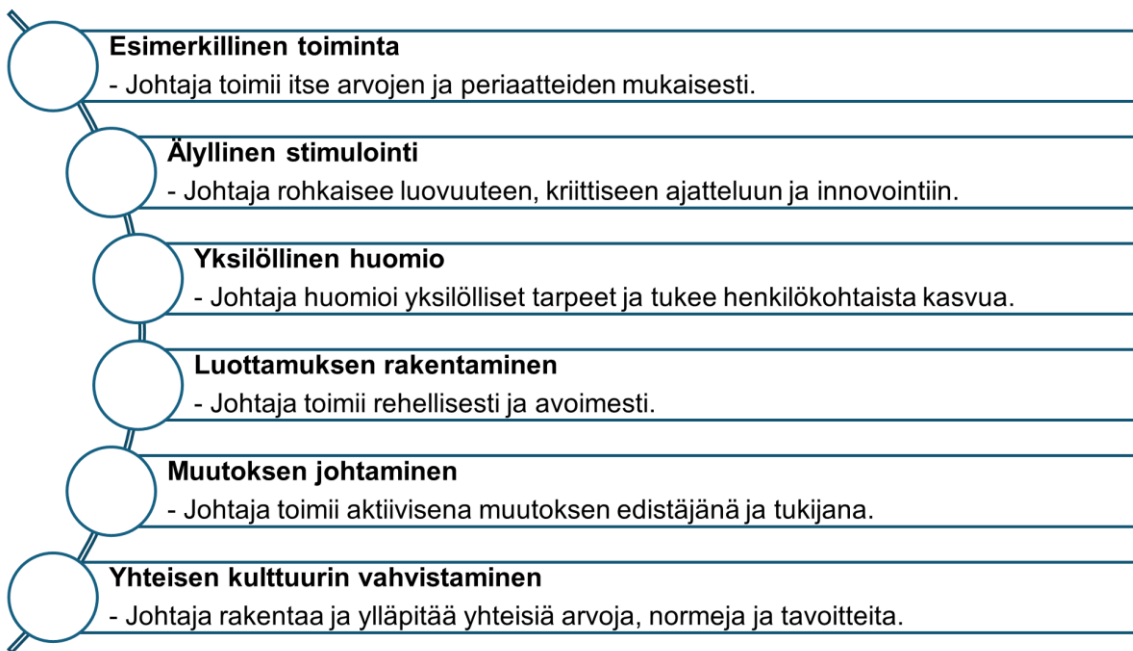 Esimerkillinen toiminta
- Johtaja toimii itse arvojen ja periaatteiden mukaisesti.
Älyllinen stimulointi
- Johtaja rohkaisee luovuuteen, kriittiseen ajatteluun ja innovointiin.
Yksilöllinen huomio
- Johtaja huomioi yksilölliset tarpeet ja tukee henkilökohtaista kasvua.
Luottamuksen rakentaminen
- Johtaja toimii rehellisesti ja avoimesti.
Muutoksen johtaminen
- Johtaja toimii aktiivisena muutoksen edistäjänä ja tukijana.
Yhteisen kulttuurin vahvistaminen
- Johtaja rakentaa ja ylläpitää yhteisiä arvoja, normeja ja tavoitteita.